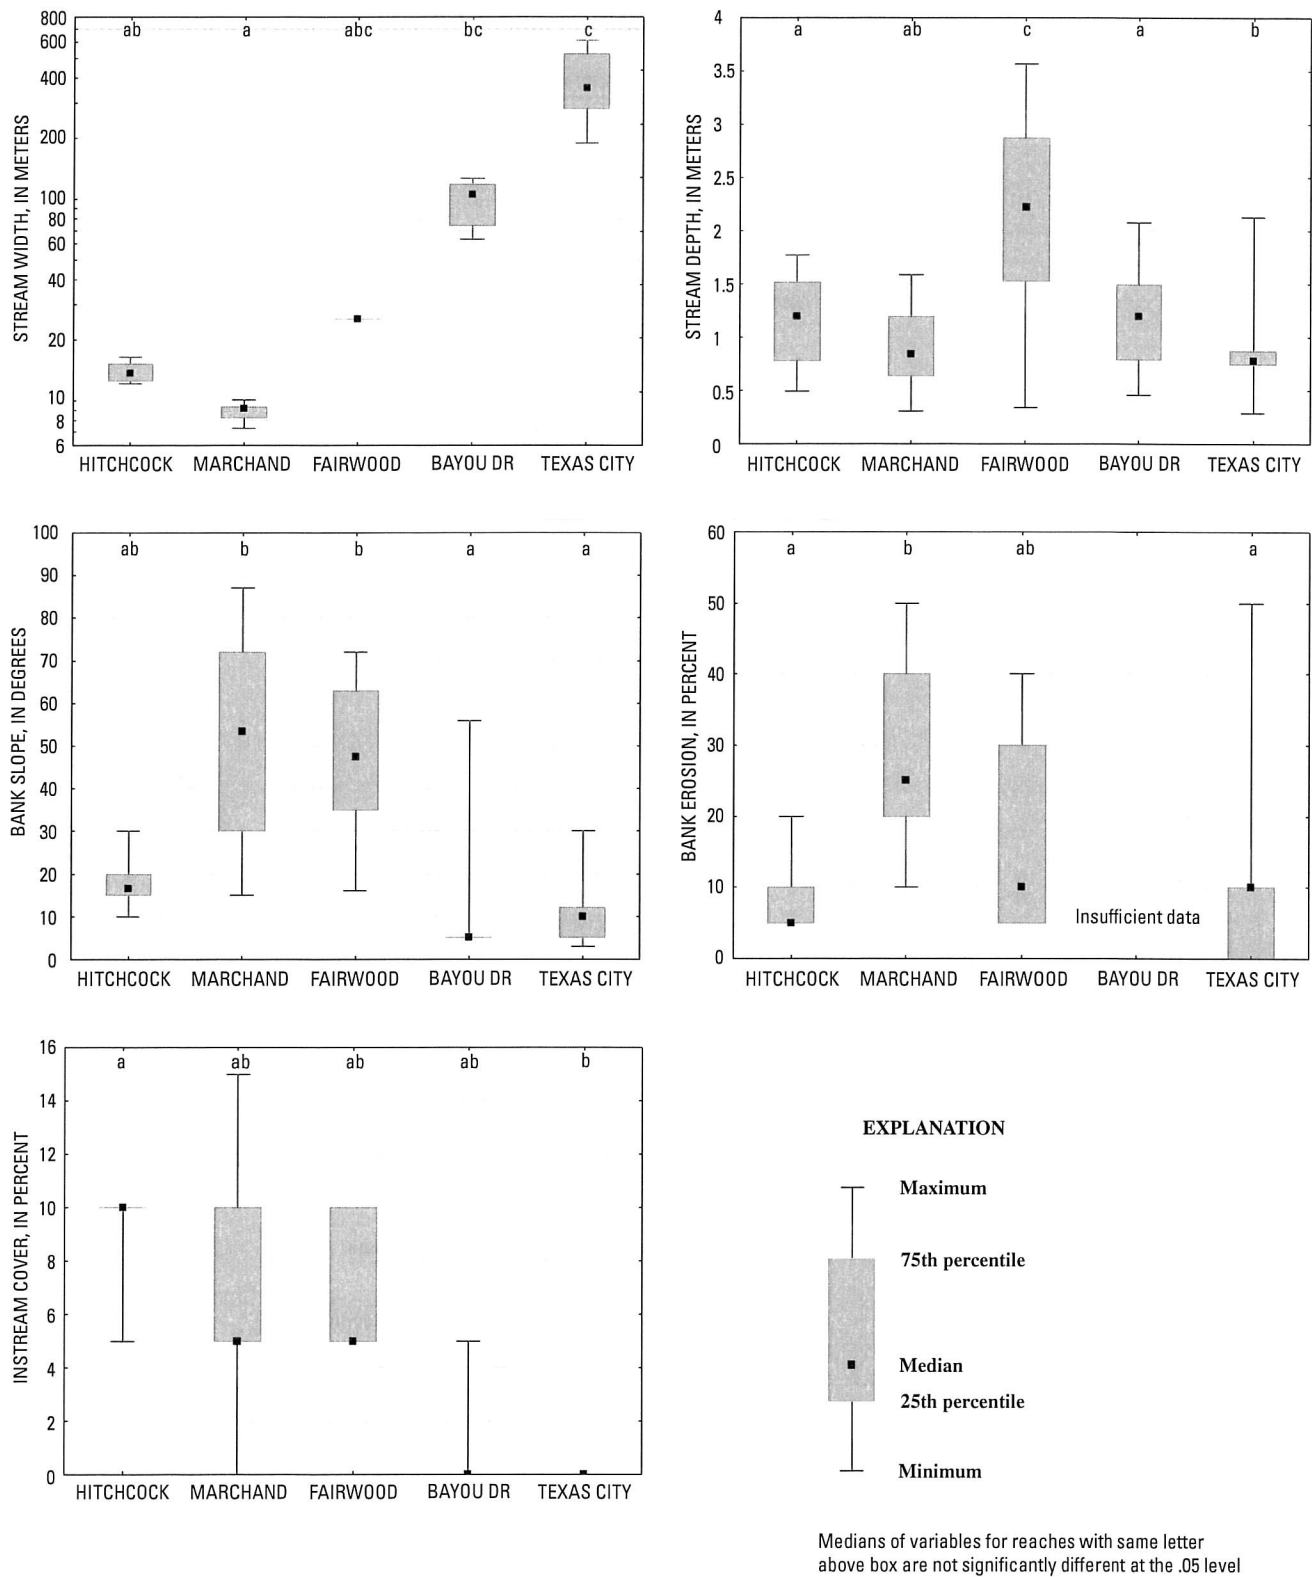 STREAM WIDTH, IN METERS
800
600
400
200
100
80
60
40
20
10
8
6
ab a abc bc c
HITCHCOCK MARCHAND FAIRWOOD BAYOU DR TEXAS CITY
STREAM DEPTH, IN METERS
4
3.5
3
2.5
2
1.5
1
0.5
0
a ab c a b
HITCHCOCK MARCHAND FAIRWOOD BAYOU DR TEXAS CITY
BANK SLOPE, IN DEGREES
100
90
80
70
60
50
40
30
20
10
0
ab b b a a
HITCHCOCK MARCHAND FAIRWOOD BAYOU DR TEXAS CITY
BANK EROSION, IN PERCENT
60
50
40
30
20
10
0
a b ab a
Insufficient data
HITCHCOCK MARCHAND FAIRWOOD BAYOU DR TEXAS CITY
INSTREAM COVER, IN PERCENT
16
14
12
10
8
6
4
2
0
a ab ab ab b
HITCHCOCK MARCHAND FAIRWOOD BAYOU DR TEXAS CITY
EXPLANATION
Maximum
75th percentile
Median
25th percentile
Minimum
Medians of variables for reaches with same letter
above box are not significantly different at the .05 level